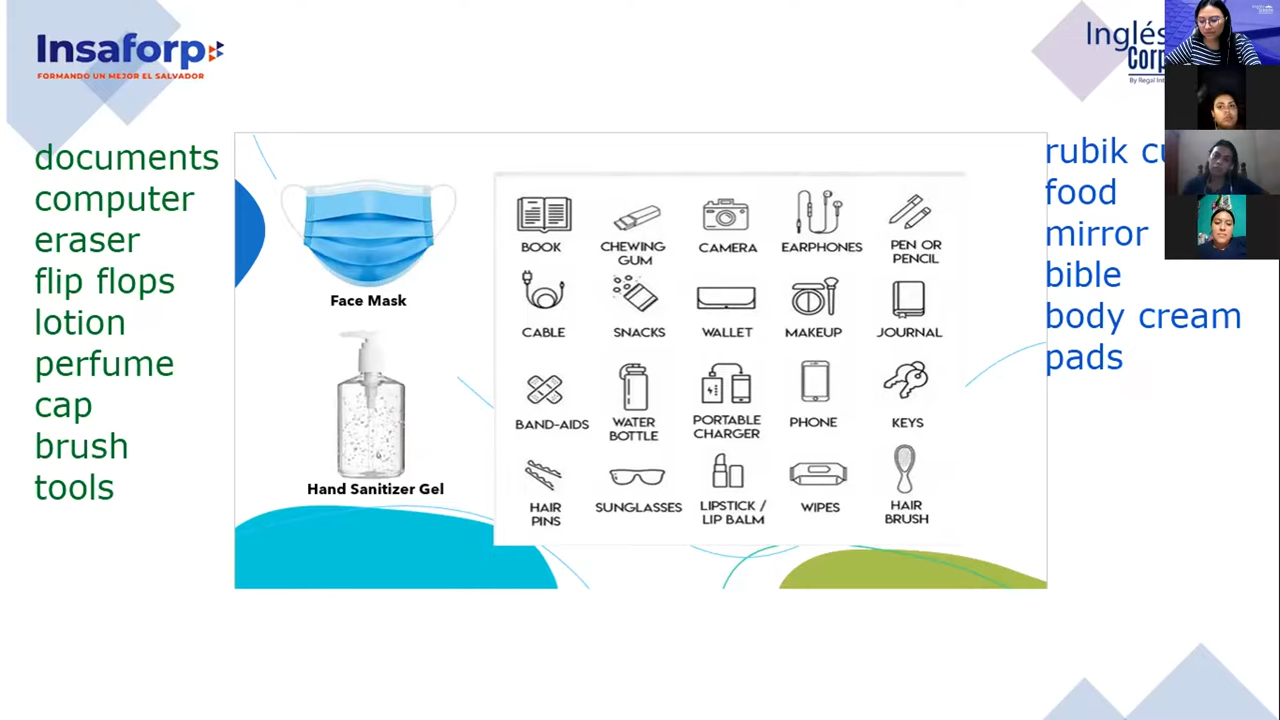 Insaforp
FORMANDO UN MEJOR EL SALVADOR
Inglés
Corp
documents
computer
eraser
flip flops
lotion
perfume
cap
brush
tools
Face Mask
Hand Sanitizer Gel
BOOK
CHEWING GUM
CAMERA
EARPHONES
PEN OR PENCIL
CABLE
SNACKS
WALLET
MAKEUP
JOURNAL
BAND-AIDS
WATER BOTTLE
PORTABLE CHARGER
PHONE
KEYS
HAIR PINS
SUNGLASSES
LIPSTICK / LIP BALM
WIPES
HAIR BRUSH
rubik
food
mirror
bible
body cream
pads